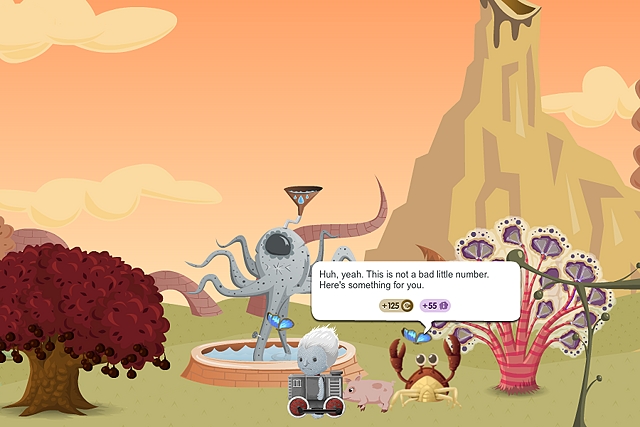 Huh, yeah. This is not a bad little number.
Here's something for you.
+125 +55